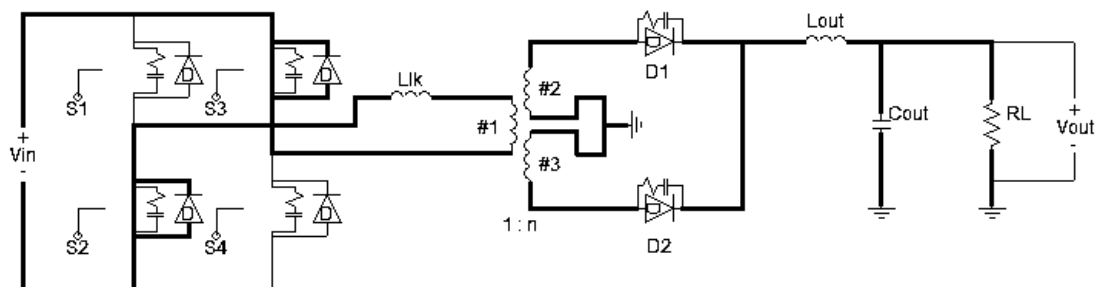 Lout
D
D
D
Llk
#2
D1
S1
S3
Cout
RL
+
Vout
-
+
Vin
-
#1
#3
D
D
D
S2
S4
1 : n
D2